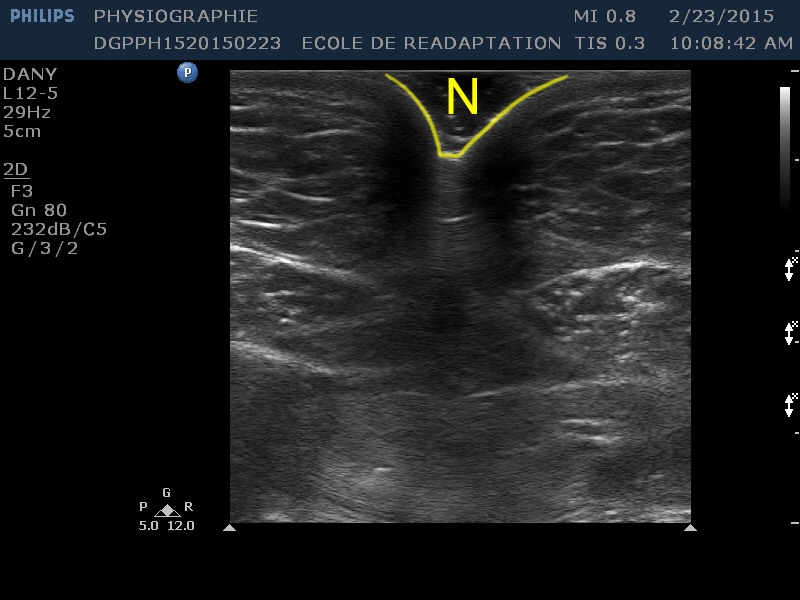 PHILIPS PHYSIOGRAPHIE MI 0.8 2/23/2015
DGPPH1520150223 ECOLE DE READAPTATION TIS 0.3 10:08:42 AM
DANY
L12-5
29Hz
5cm
2D
F3
Gn 80
232dB/C5
G/3/2
P
N
G
P R
5.0 12.0